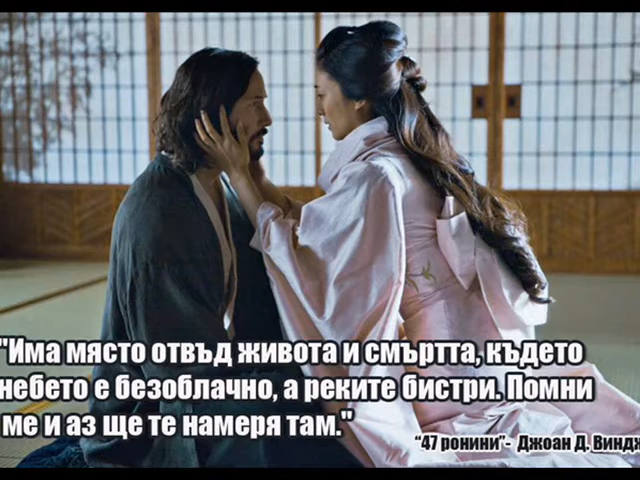 "Има място отвъд живота и смъртта, където
небето е безоблачно, а реките бистри. Помни
ме и аз ще те намеря там."
“47 ронини”- Джоан Д. Виндж